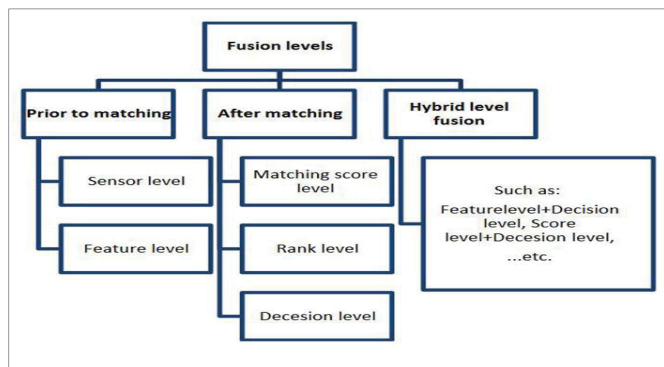 Fusion levels
Prior to matching
After matching
Hybrid level
fusion
Sensor level
Feature level
Matching score
level
Rank level
Decesion level
Such as:
Featurelevel+Decision
level, Score
level+Decesion level,
...etc.